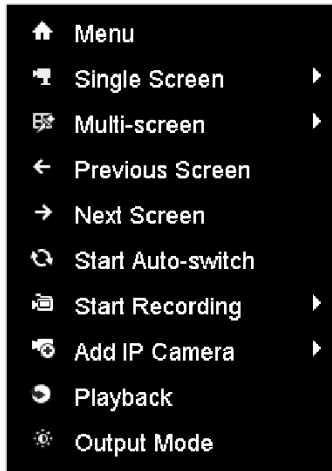 Menu
Single Screen
Multi-screen
Previous Screen
Next Screen
Start Auto-switch
Start Recording
Add IP Camera
Playback
Output Mode